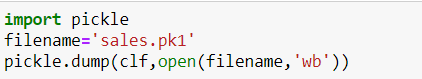 import pickle
filename='sales.pk1'
pickle.dump(clf,open(filename,'wb'))